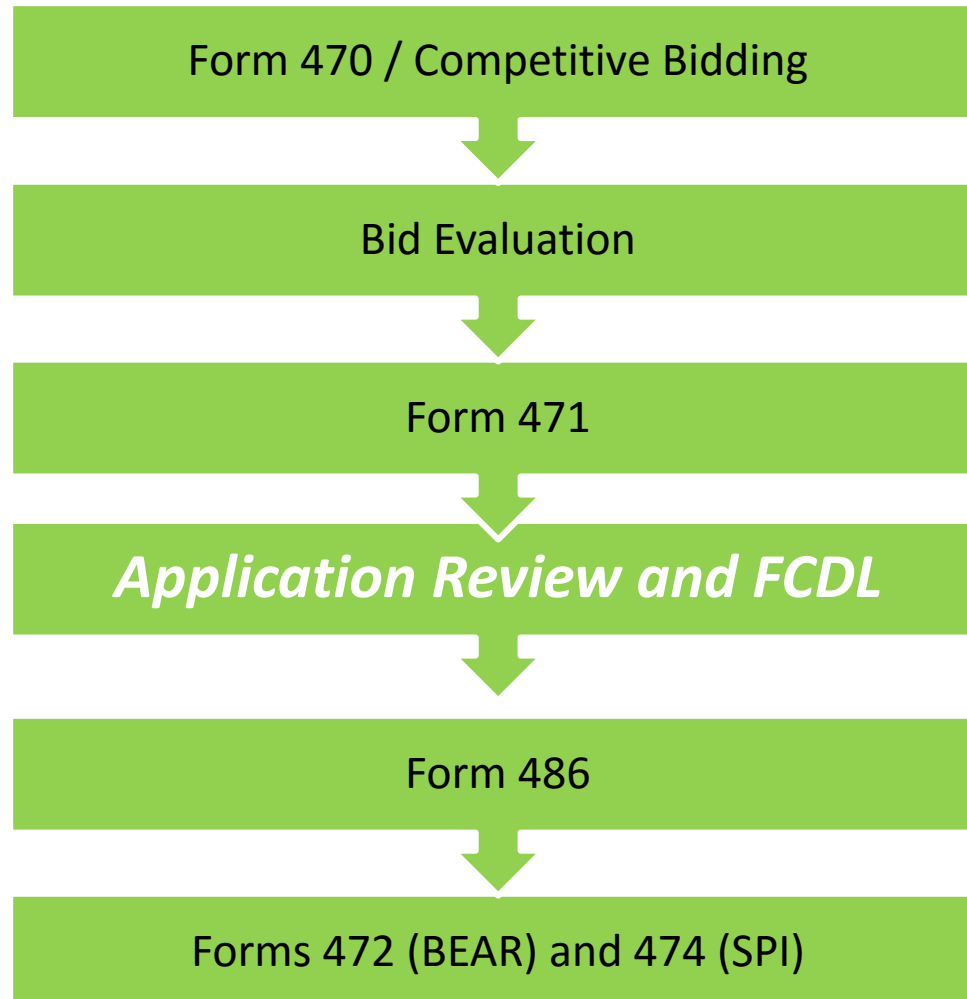 Form 470 / Competitive Bidding
Bid Evaluation
Form 471
Application Review and FCDL
Form 486
Forms 472 (BEAR) and 474 (SPI)